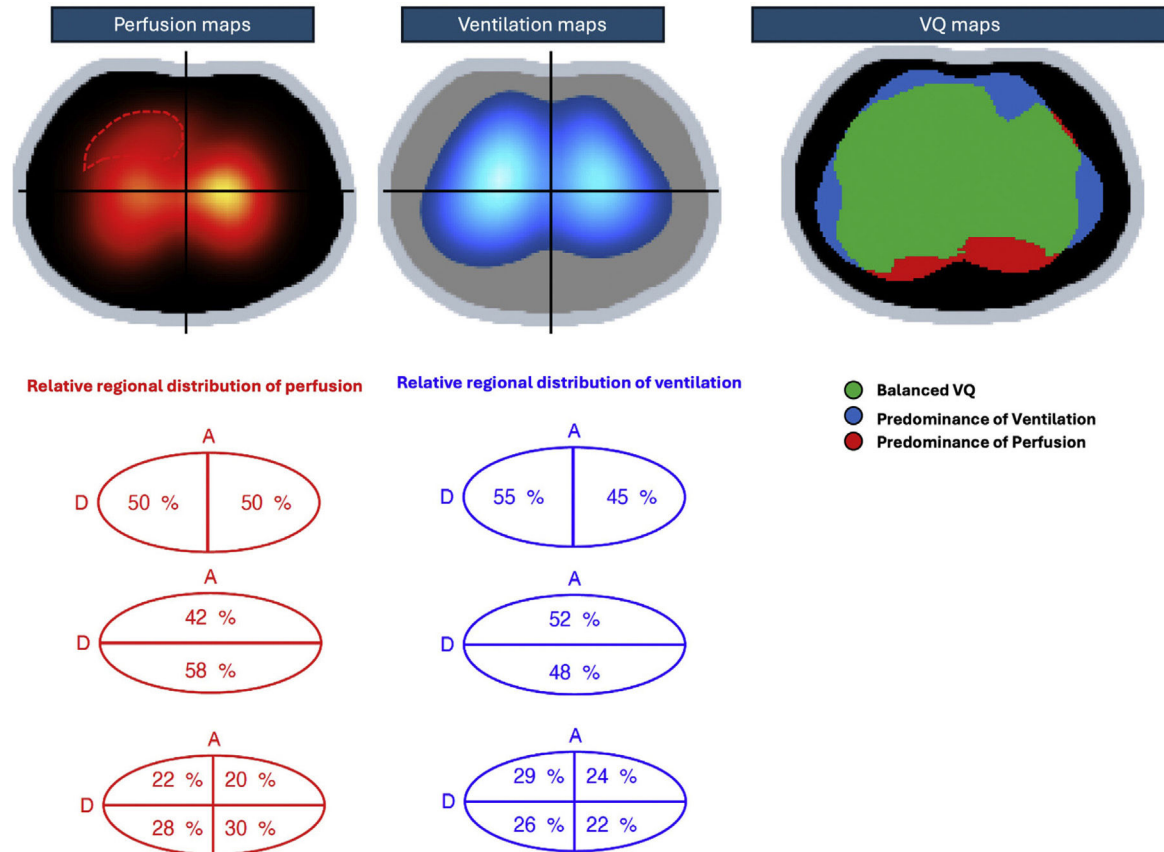 Perfusion maps
Ventilation maps
VQ maps
Relative regional distribution of perfusion
Relative regional distribution of ventilation
Balanced VQ
Predominance of Ventilation
Predominance of Perfusion
A
D
50 %
50 %
A
D
55 %
45 %
A
D
42 %
58 %
A
D
52 %
48 %
A
D
22 %
20 %
28 %
30 %
A
D
29 %
24 %
26 %
22 %